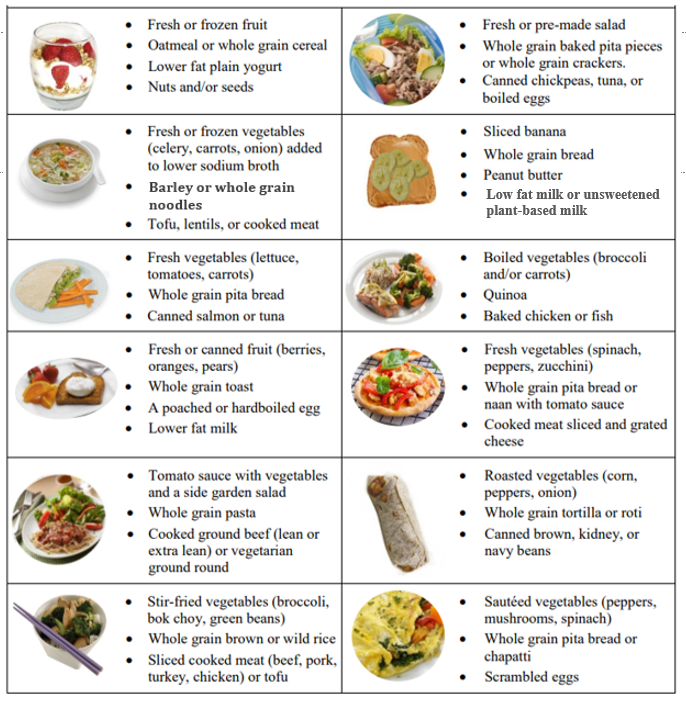 • Fresh or frozen fruit
• Oatmeal or whole grain cereal
• Lower fat plain yogurt
• Nuts and/or seeds
• Fresh or pre-made salad
• Whole grain baked pita pieces
or whole grain crackers.
• Canned chickpeas, tuna, or
boiled eggs
• Fresh or frozen vegetables
(celery, carrots, onion) added
to lower sodium broth
• Barley or whole grain
noodles
• Tofu, lentils, or cooked meat
• Sliced banana
• Whole grain bread
• Peanut butter
• Low fat milk or unsweetened
plant-based milk
• Fresh vegetables (lettuce,
tomatoes, carrots)
• Whole grain pita bread
• Canned salmon or tuna
• Boiled vegetables (broccoli
and/or carrots)
• Quinoa
• Baked chicken or fish
• Fresh or canned fruit (berries,
oranges, pears)
• Whole grain toast
• A poached or hardboiled egg
• Lower fat milk
• Fresh vegetables (spinach,
peppers, zucchini)
• Whole grain pita bread or
naan with tomato sauce
• Cooked meat sliced and grated
cheese
• Tomato sauce with vegetables
and a side garden salad
• Whole grain pasta
• Cooked ground beef (lean or
extra lean) or vegetarian
ground round
• Roasted vegetables (corn,
peppers, onion)
• Whole grain tortilla or roti
• Canned brown, kidney, or
navy beans
• Stir-fried vegetables (broccoli,
bok choy, green beans)
• Whole grain brown or wild rice
• Sliced cooked meat (beef, pork,
turkey, chicken) or tofu
• Sautéed vegetables (peppers,
mushrooms, spinach)
• Whole grain pita bread or
chapatti
• Scrambled eggs